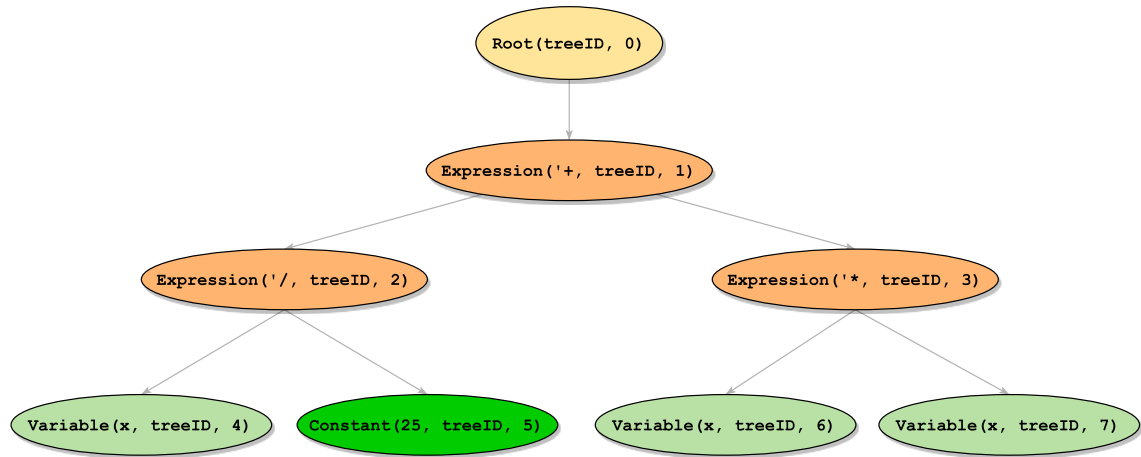 Root(treeID, 0)
Expression('+, treeID, 1)
Expression('/, treeID, 2)
Expression('*, treeID, 3)
Variable(x, treeID, 4)
Constant(25, treeID, 5)
Variable(x, treeID, 6)
Variable(x, treeID, 7)